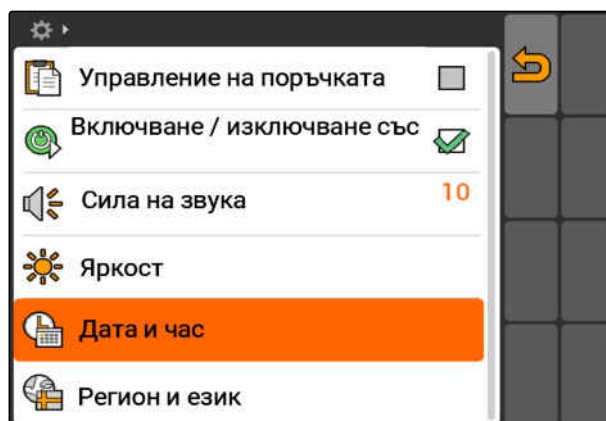 Управление на поръчката
Включване / изключване със
Сила на звука
10
Яркост
Дата и час
Регион и език